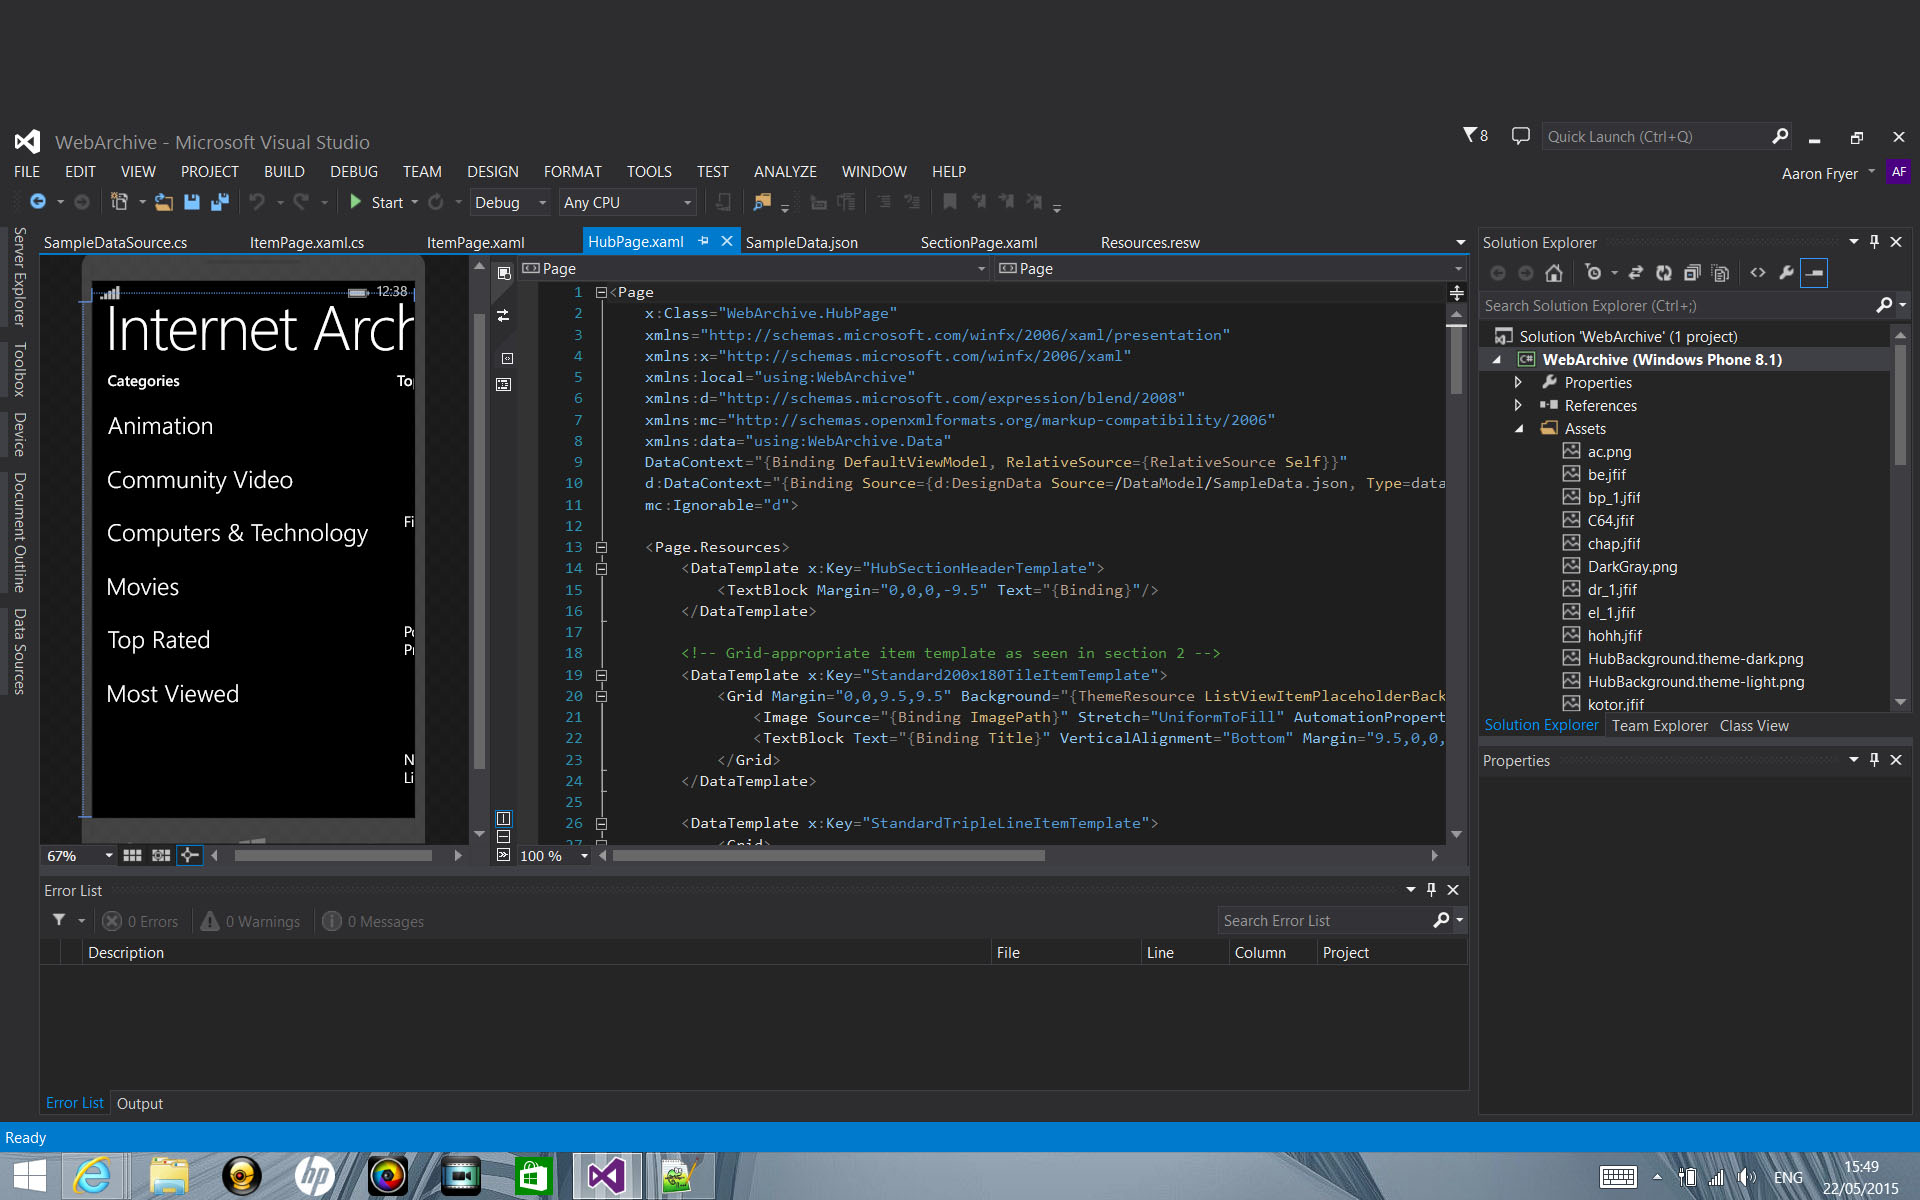 WebArchive - Microsoft Visual Studio
8
Quick Launch (Ctrl+Q)
FILE EDIT VIEW PROJECT BUILD DEBUG TEAM DESIGN FORMAT TOOLS TEST ANALYZE WINDOW HELP
Aaron Fryer AF
Start Debug Any CPU
Server Explorer
Toolbox
Device
Document Outline
Data Sources
SampleDataSource.cs ItemPage.xaml.cs ItemPage.xaml HubPage.xaml SampleData.json SectionPage.xaml Resources.resw
12:38
Internet Arch
Categories To
Animation
Community Video
Computers & Technology
Fi
Movies
Top Rated
Po
Pr
Most Viewed
N
Li
67%
Page Page
1 <Page
2 x:Class="WebArchive.HubPage"
3 xmlns="http://schemas.microsoft.com/winfx/2006/xaml/presentation"
4 xmlns:x="http://schemas.microsoft.com/winfx/2006/xaml"
5 xmlns:local="using:WebArchive"
6 xmlns:d="http://schemas.microsoft.com/expression/blend/2008"
7 xmlns:mc="http://schemas.openxmlformats.org/markup-compatibility/2006"
8 xmlns:data="using:WebArchive.Data"
9 DataContext="{Binding DefaultViewModel, RelativeSource={RelativeSource Self}}"
10 d:DataContext="{Binding Source={d:DesignData Source=/DataModel/SampleData.json, Type=data
11 mc:Ignorable="d">
12
13 <Page.Resources>
14 <DataTemplate x:Key="HubSectionHeaderTemplate">
15 <TextBlock Margin="0,0,0,-9.5" Text="{Binding}"/>
16 </DataTemplate>
17
18 <!-- Grid-appropriate item template as seen in section 2 -->
19 <DataTemplate x:Key="Standard200x180TileItemTemplate">
20 <Grid Margin="0,0,9.5,9.5" Background="{ThemeResource ListViewItemPlaceholderBack
21 <Image Source="{Binding ImagePath}" Stretch="UniformToFill" AutomationPropert
22 <TextBlock Text="{Binding Title}" VerticalAlignment="Bottom" Margin="9.5,0,0,
23 </Grid>
24 </DataTemplate>
25
26 <DataTemplate x:Key="StandardTripleLineItemTemplate">
27 <Grid>
100 %
Solution Explorer
Search Solution Explorer (Ctrl+;)
Solution 'WebArchive' (1 project)
C# WebArchive (Windows Phone 8.1)
Properties
References
Assets
ac.png
be.jfif
bp_1.jfif
C64.jfif
chap.jfif
DarkGray.png
dr_1.jfif
el_1.jfif
hohh.jfif
HubBackground.theme-dark.png
HubBackground.theme-light.png
kotor.jfif
Solution Explorer Team Explorer Class View
Properties
Error List
0 Errors 0 Warnings 0 Messages
Search Error List
Description File Line Column Project
Error List Output
Ready
hp
ENG
15:49
22/05/2015